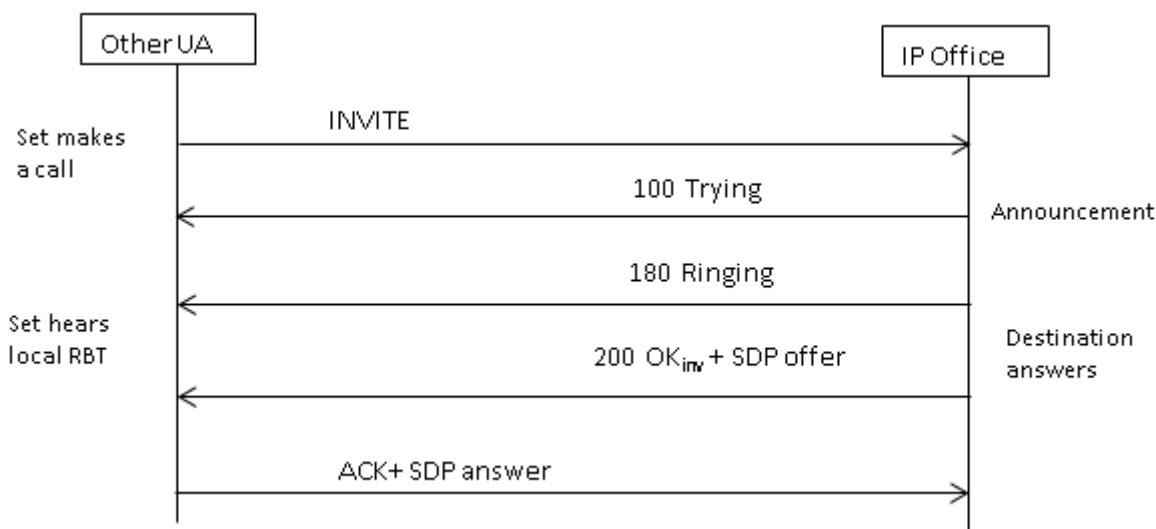 Other UA
IP Office
INVITE
Set makes
a call
100 Trying
Announcement
180 Ringing
Set hears
local RBT
200 OKinv + SDP offer
Destination
answers
ACK+ SDP answer